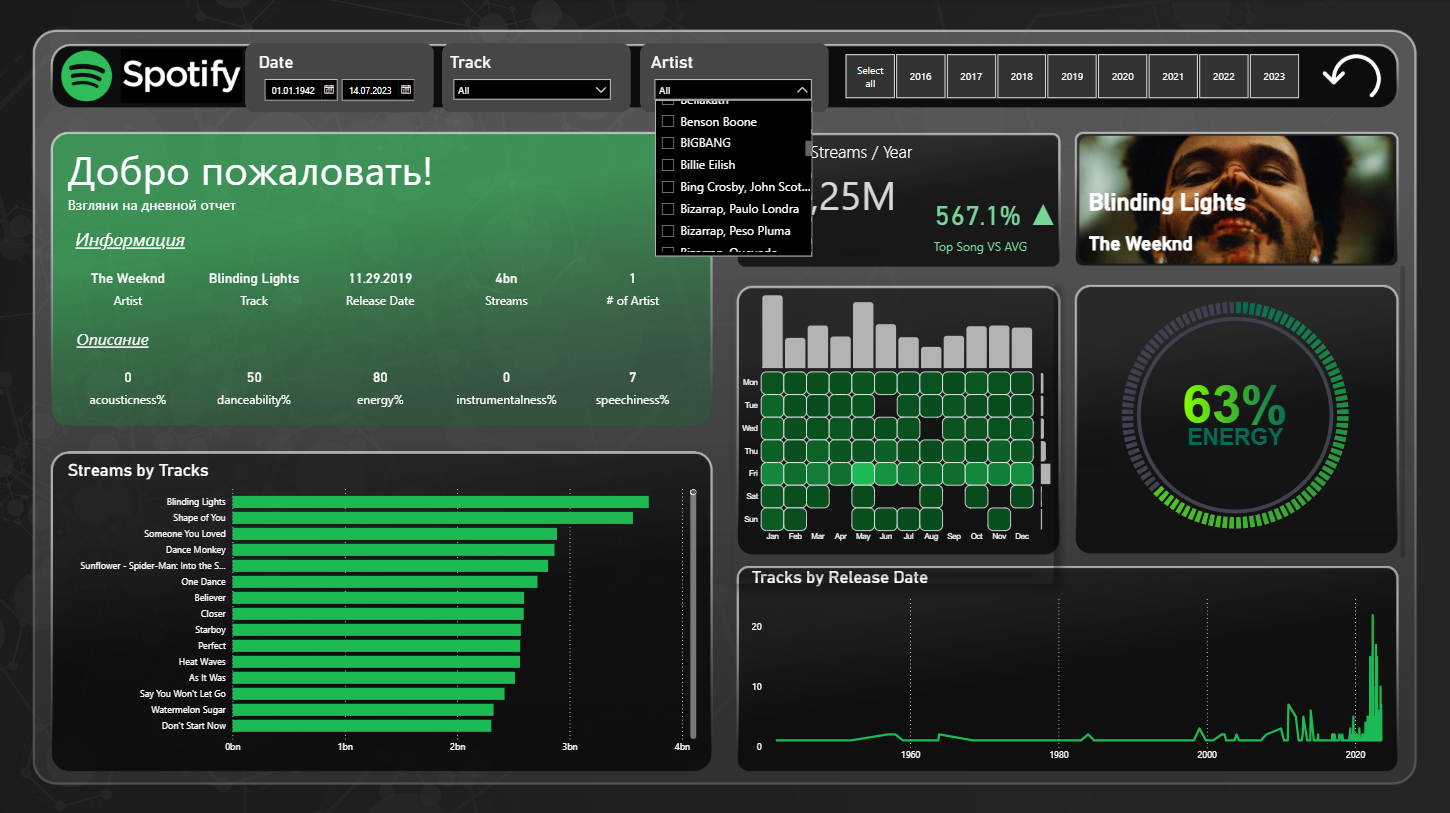 Spotify
Date
01.01.1942
14.07.2023
Track
All
Artist
All
Bellakath
Benson Boone
BIGBANG
Billie Eilish
Bing Crosby, John Scot...
Bizarrap, Paulo Londra
Bizarrap, Peso Pluma
Bizarrap, Quevedo
Select all
2016
2017
2018
2019
2020
2021
2022
2023
Добро пожаловать!
Взгляни на дневной отчет
Информация
The Weeknd
Blinding Lights
11.29.2019
4bn
1
Artist
Track
Release Date
Streams
# of Artist
Описание
0
50
80
0
7
acousticness%
danceability%
energy%
instrumentalness%
speechiness%
Streams / Year
,25M
567.1%
Top Song VS AVG
Blinding Lights
The Weeknd
Mon
Tue
Wed
Thu
Fri
Sat
Sun
Jan Feb Mar Apr May Jun Jul Aug Sep Oct Nov Dec
63%
ENERGY
Streams by Tracks
Blinding Lights
Shape of You
Someone You Loved
Dance Monkey
Sunflower - Spider-Man: Into the S...
One Dance
Believer
Closer
Starboy
Perfect
Heat Waves
As It Was
Say You Won't Let Go
Watermelon Sugar
Don't Start Now
0bn 1bn 2bn 3bn 4bn
Tracks by Release Date
20
10
0
1960 1980 2000 2020